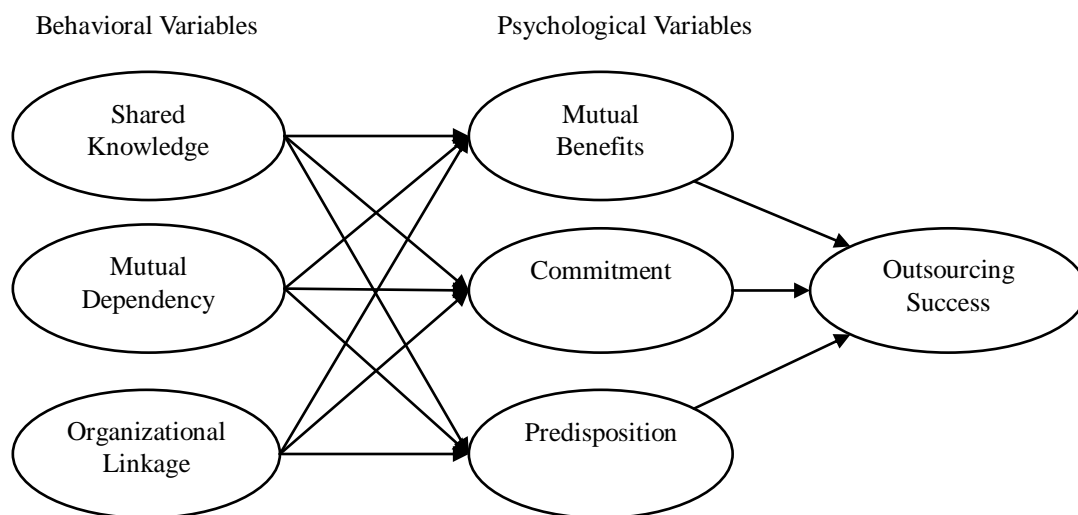 Behavioral Variables
Psychological Variables
Shared
Knowledge
Mutual
Benefits
Mutual
Dependency
Commitment
Outsourcing
Success
Organizational
Linkage
Predisposition